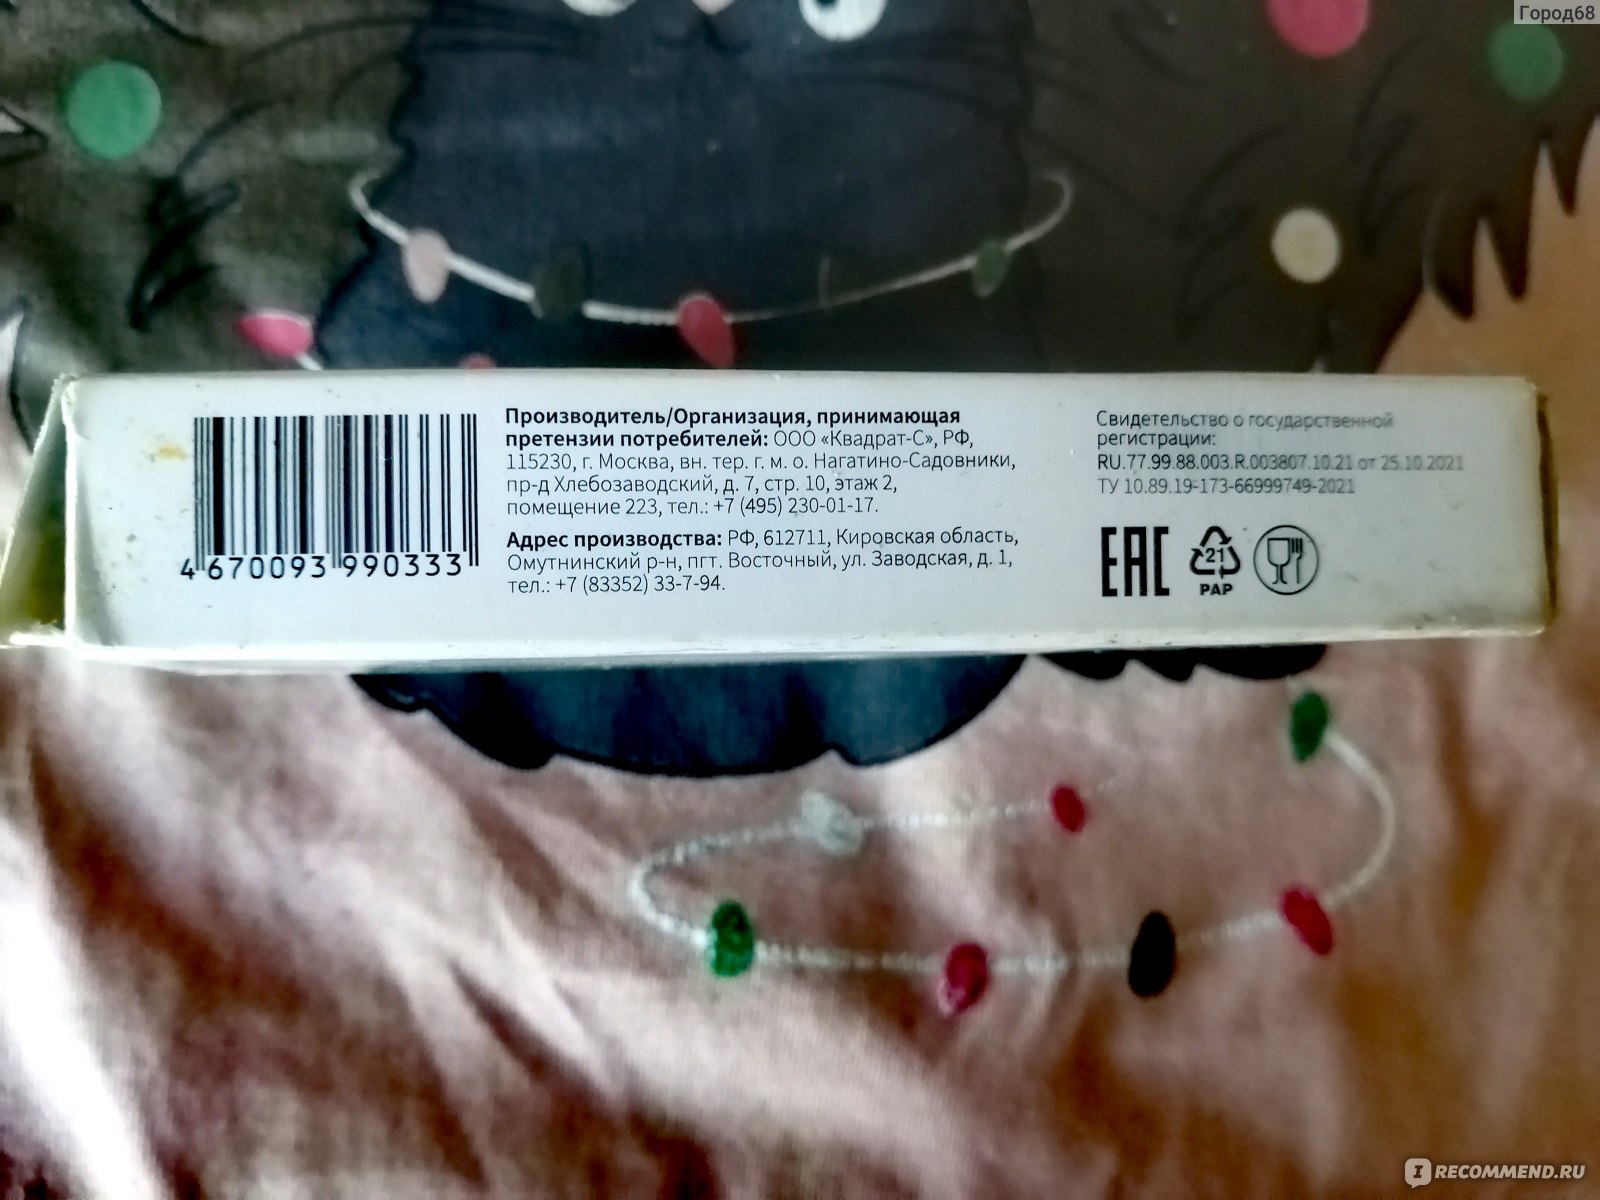 Город68
Производитель/Организация, принимающая
претензии потребителей: ООО «Квадрат-С», РФ,
115230, г. Москва, вн. тер. г. м. о. Нагатино-Садовники,
пр-д Хлебозаводский, д. 7, стр. 10, этаж 2,
помещение 223, тел.: +7 (495) 230-01-17.
Адрес производства: РФ, 612711, Кировская область,
Омутнинский р-н, пгт. Восточный, ул. Заводская, д. 1,
тел.: +7 (83352) 33-7-94.
4 670093 990333
Свидетельство о государственной
регистрации:
RU.77.99.88.003.R.003807.10.21 от 25.10.2021
ТУ 10.89.19-173-66999749-2021
EAC
21
PAP
IRECOMMEND.RU